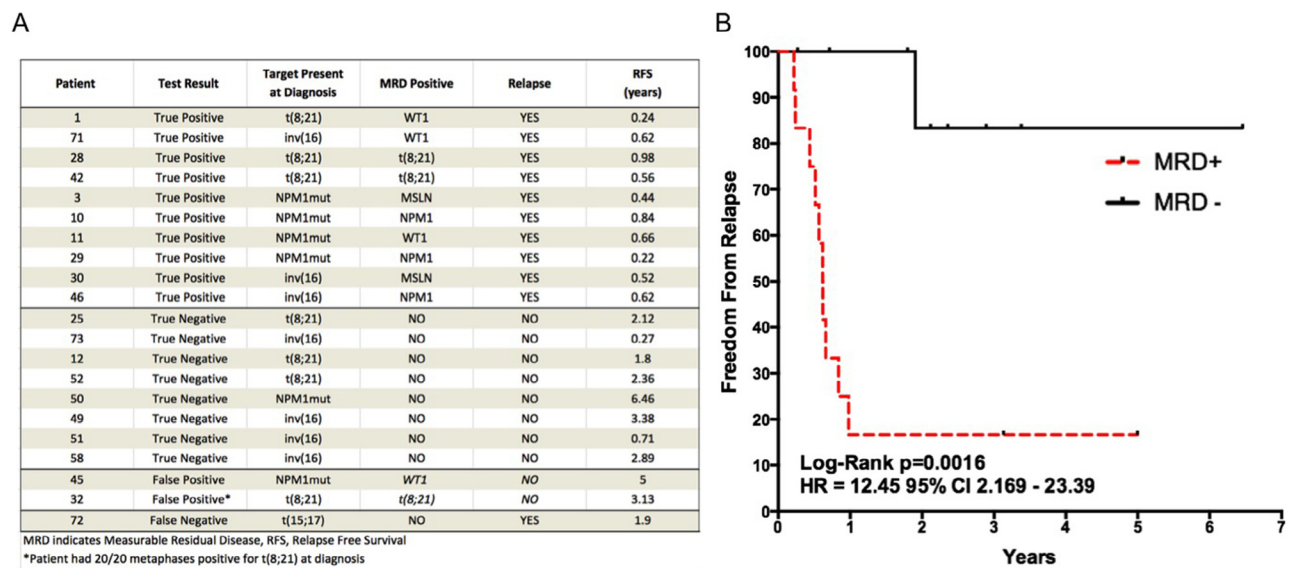 A
Patient Test Result Target Present at Diagnosis MRD Positive Relapse RFS (years)
1 True Positive t(8;21) WT1 YES 0.24
71 True Positive inv(16) WT1 YES 0.62
28 True Positive t(8;21) t(8;21) YES 0.98
42 True Positive t(8;21) t(8;21) YES 0.56
3 True Positive NPM1mut MSLN YES 0.44
10 True Positive NPM1mut NPM1 YES 0.84
11 True Positive NPM1mut WT1 YES 0.66
29 True Positive NPM1mut NPM1 YES 0.22
30 True Positive inv(16) MSLN YES 0.52
46 True Positive inv(16) NPM1 YES 0.62
25 True Negative t(8;21) NO NO 2.12
73 True Negative inv(16) NO NO 0.27
12 True Negative t(8;21) NO NO 1.8
52 True Negative t(8;21) NO NO 2.36
50 True Negative NPM1mut NO NO 6.46
49 True Negative inv(16) NO NO 3.38
51 True Negative inv(16) NO NO 0.71
58 True Negative inv(16) NO NO 2.89
45 False Positive NPM1mut WT1 NO 5
32 False Positive* t(8;21) t(8;21) NO 3.13
72 False Negative t(15;17) NO YES 1.9
MRD indicates Measurable Residual Disease, RFS, Relapse Free Survival
*Patient had 20/20 metaphases positive for t(8;21) at diagnosis
B
Freedom From Relapse
100
90
80
70
60
50
40
30
20
10
0
MRD+
MRD -
Log-Rank p=0.0016
HR = 12.45 95% CI 2.169 - 23.39
0 1 2 3 4 5 6 7
Years